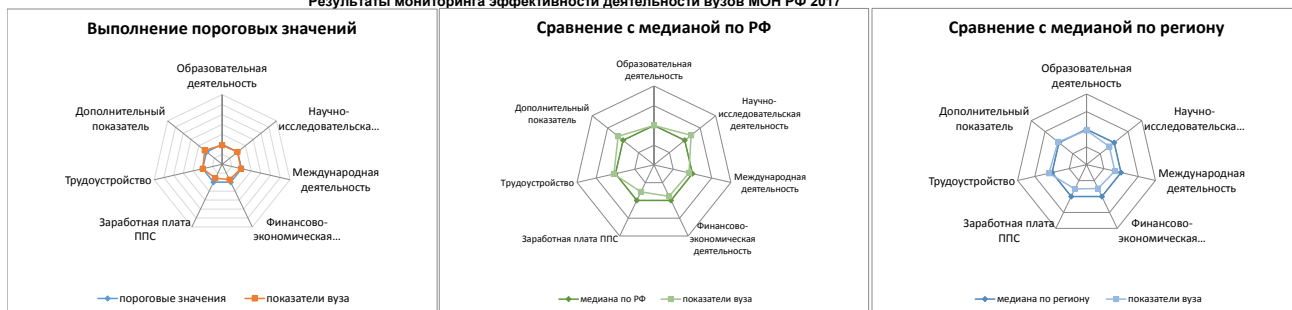 Результаты мониторинга эффективности деятельности вузов МОН РФ 2017
Выполнение пороговых значений
Образовательная
деятельность
Научно-
исследовательска...
Международная
деятельность
Финансово-
экономическая...
Заработная плата
ППС
Трудоустройство
Дополнительный
показатель
пороговые значения
показатели вуза
Сравнение с медианой по РФ
Образовательная
деятельность
Научно-
исследовательская
деятельность
Международная
деятельность
Финансово-
экономическая деятельность
Заработная плата ППС
Трудоустройство
Дополнительный
показатель
медиана по РФ
показатели вуза
Сравнение с медианой по региону
Образовательная
деятельность
Научно-
исследовательска...
Международная
деятельность
Финансово-
экономическая...
Заработная плата
ППС
Трудоустройство
Дополнительный
показатель
медиана по региону
показатели вуза